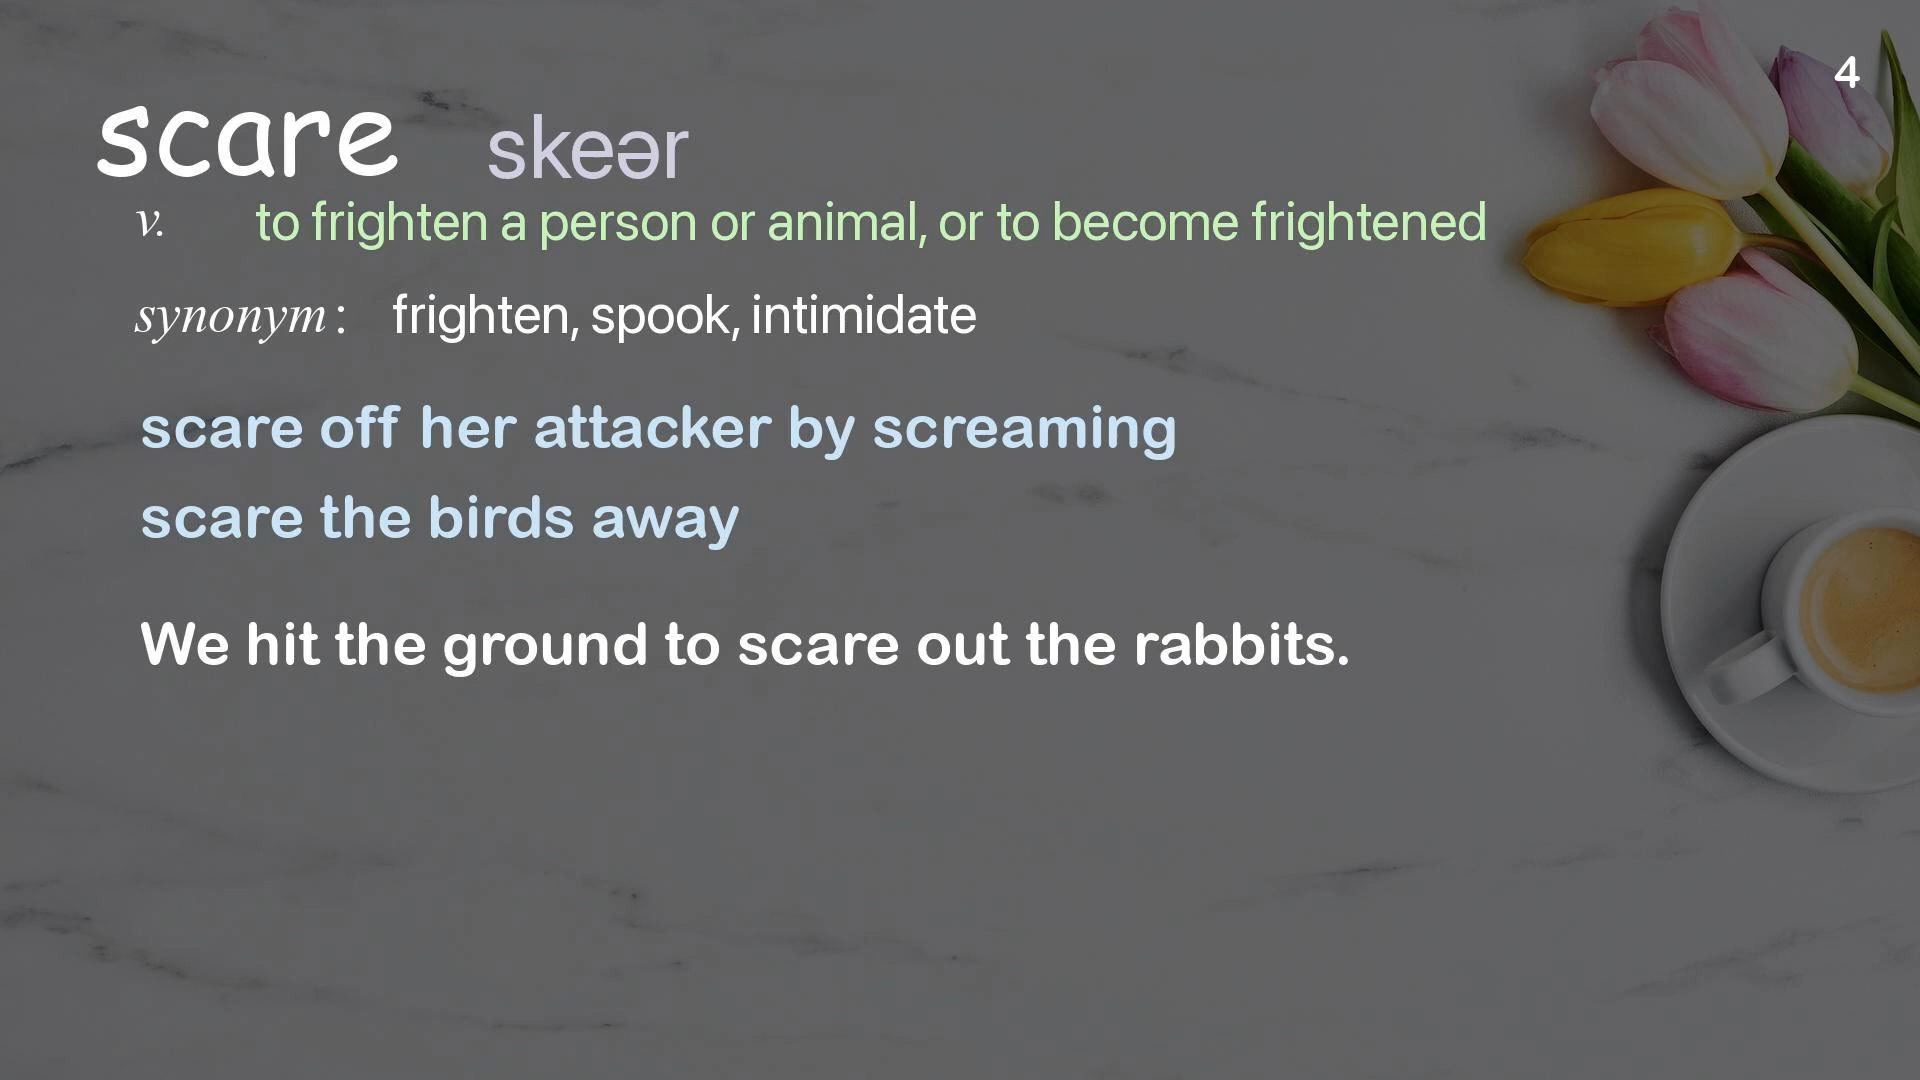 4
scare skeər
v. to frighten a person or animal, or to become frightened
synonym: frighten, spook, intimidate
scare off her attacker by screaming
scare the birds away
We hit the ground to scare out the rabbits.